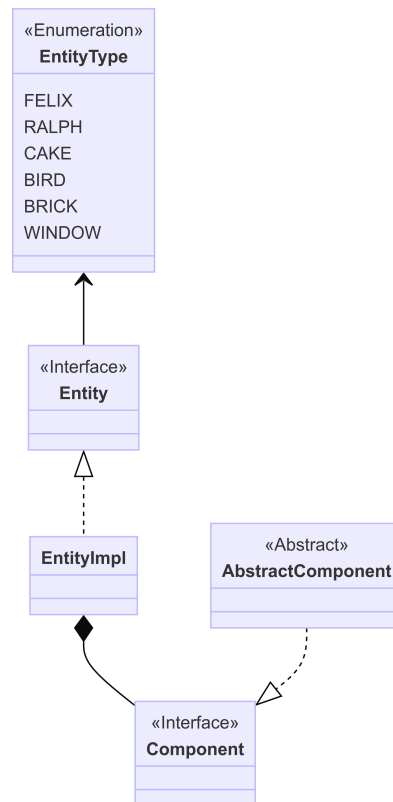 «Enumeration»
EntityType
FELIX
RALPH
CAKE
BIRD
BRICK
WINDOW
«Interface»
Entity
EntityImpl
«Abstract»
AbstractComponent
«Interface»
Component